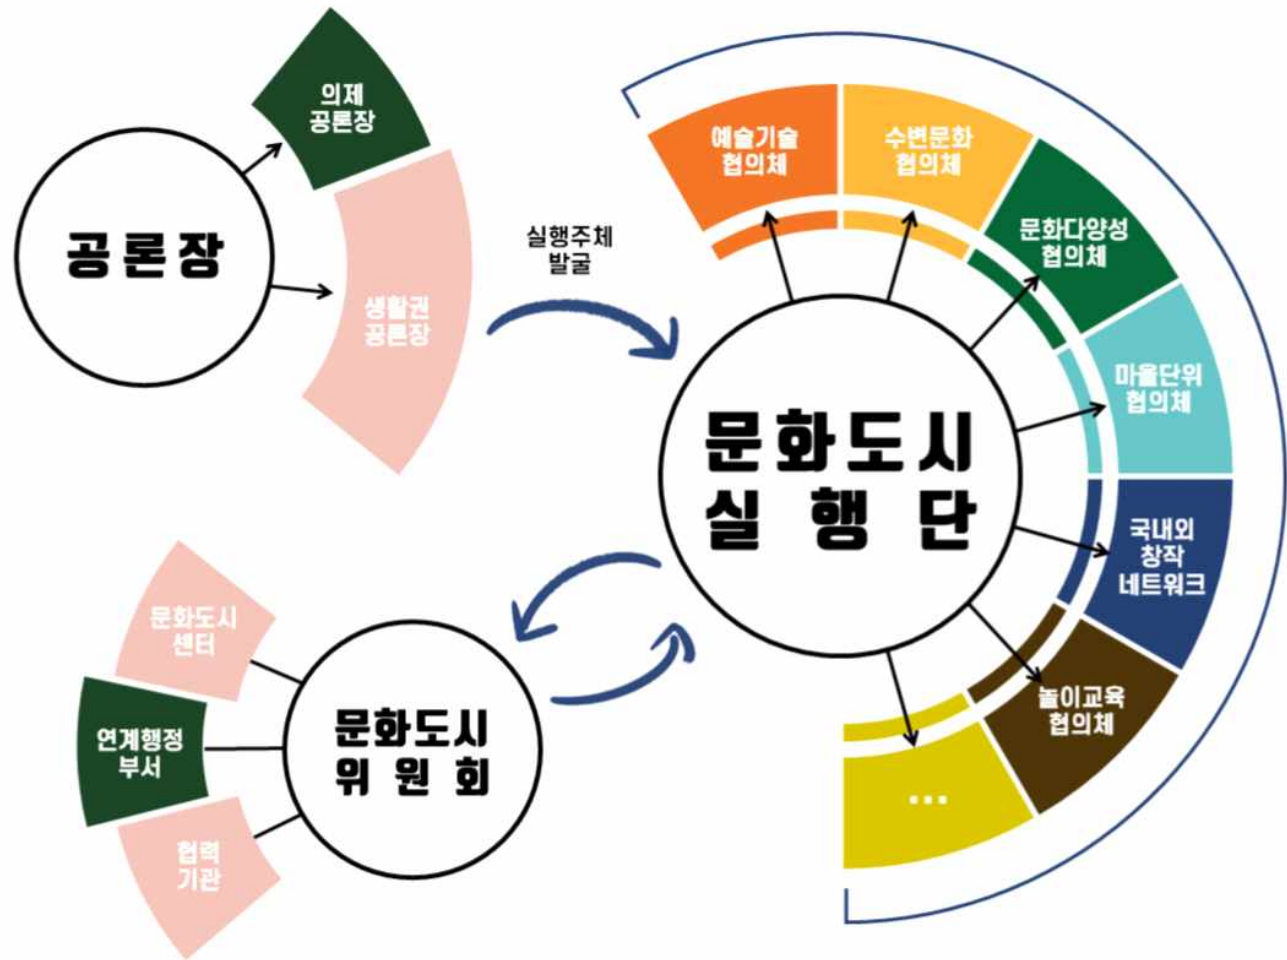 의제
공론장
공론장
생활권
공론장
실행주체
발굴
예술기술
협의체
수변문화
협의체
문화다양성
협의체
마을단위
협의체
국내외
창작
네트워크
놀이교육
협의체
...
문화도시
실행단
문화도시
센터
연계행정
부서
협력
기관
문화도시
위원회